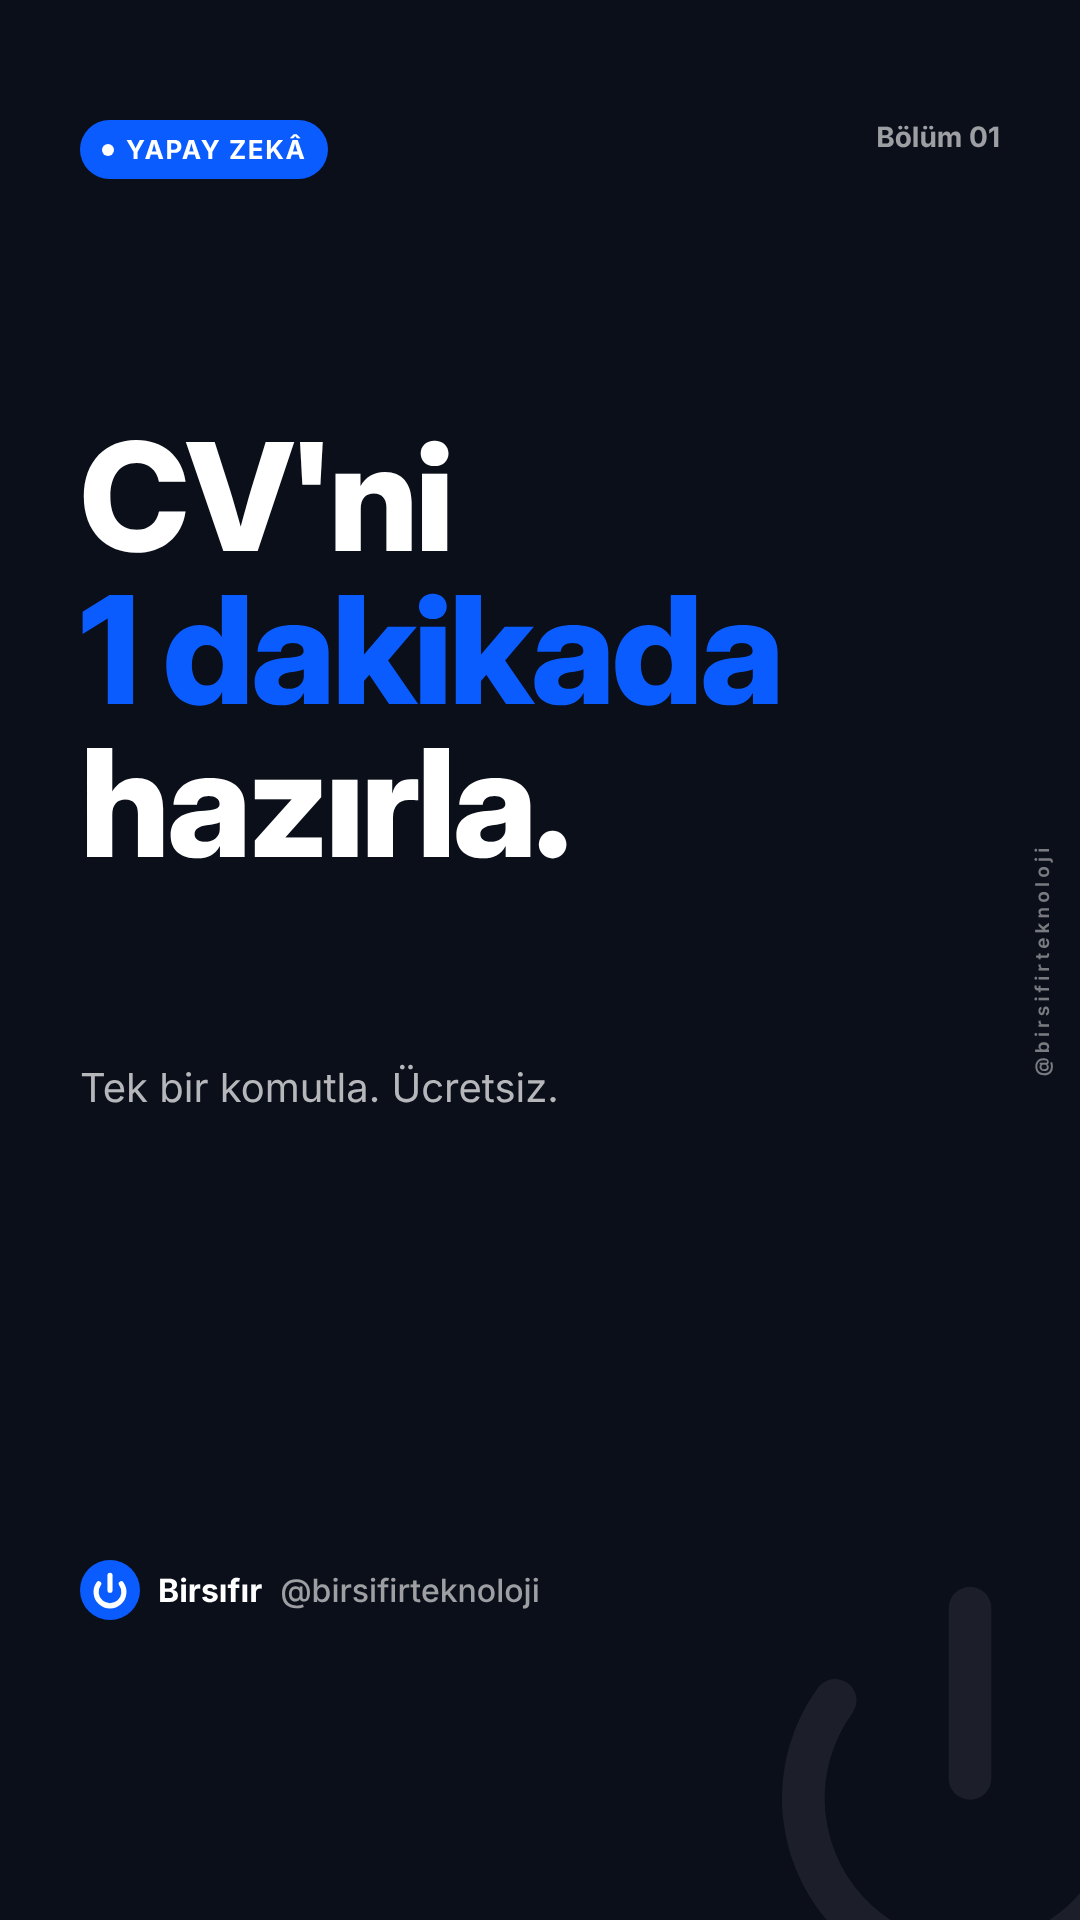 YAPAY ZEKÂ
Bölüm 01
CV'ni
1 dakikada
hazırla.
@birsifirteknoloji
Tek bir komutla. Ücretsiz.
Birsıfır @birsifirteknoloji